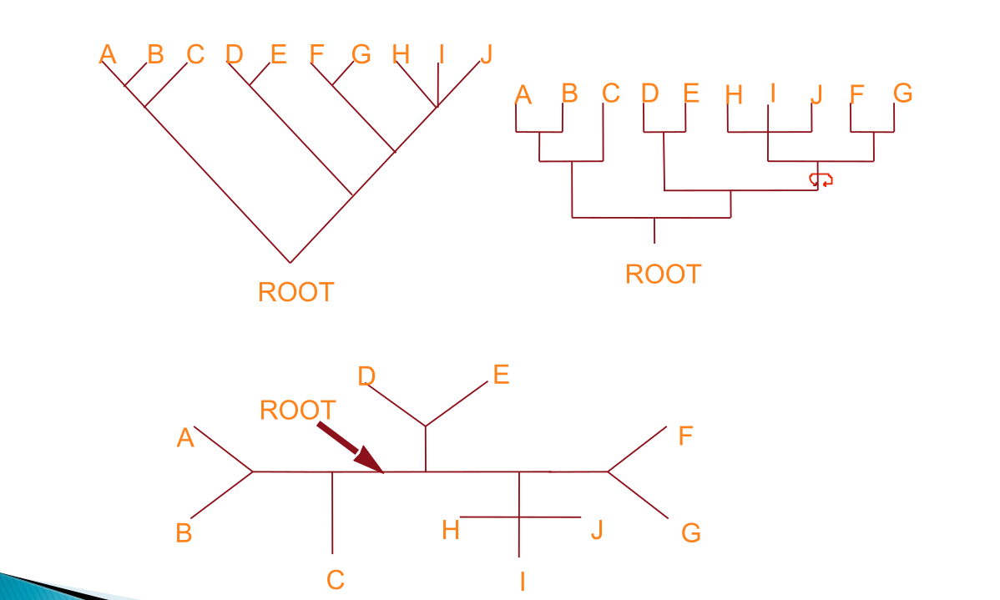 A B C D E F G H I J
ROOT
A B C D E H I J F G
ROOT
D E
ROOT
A F
B H J G
C I